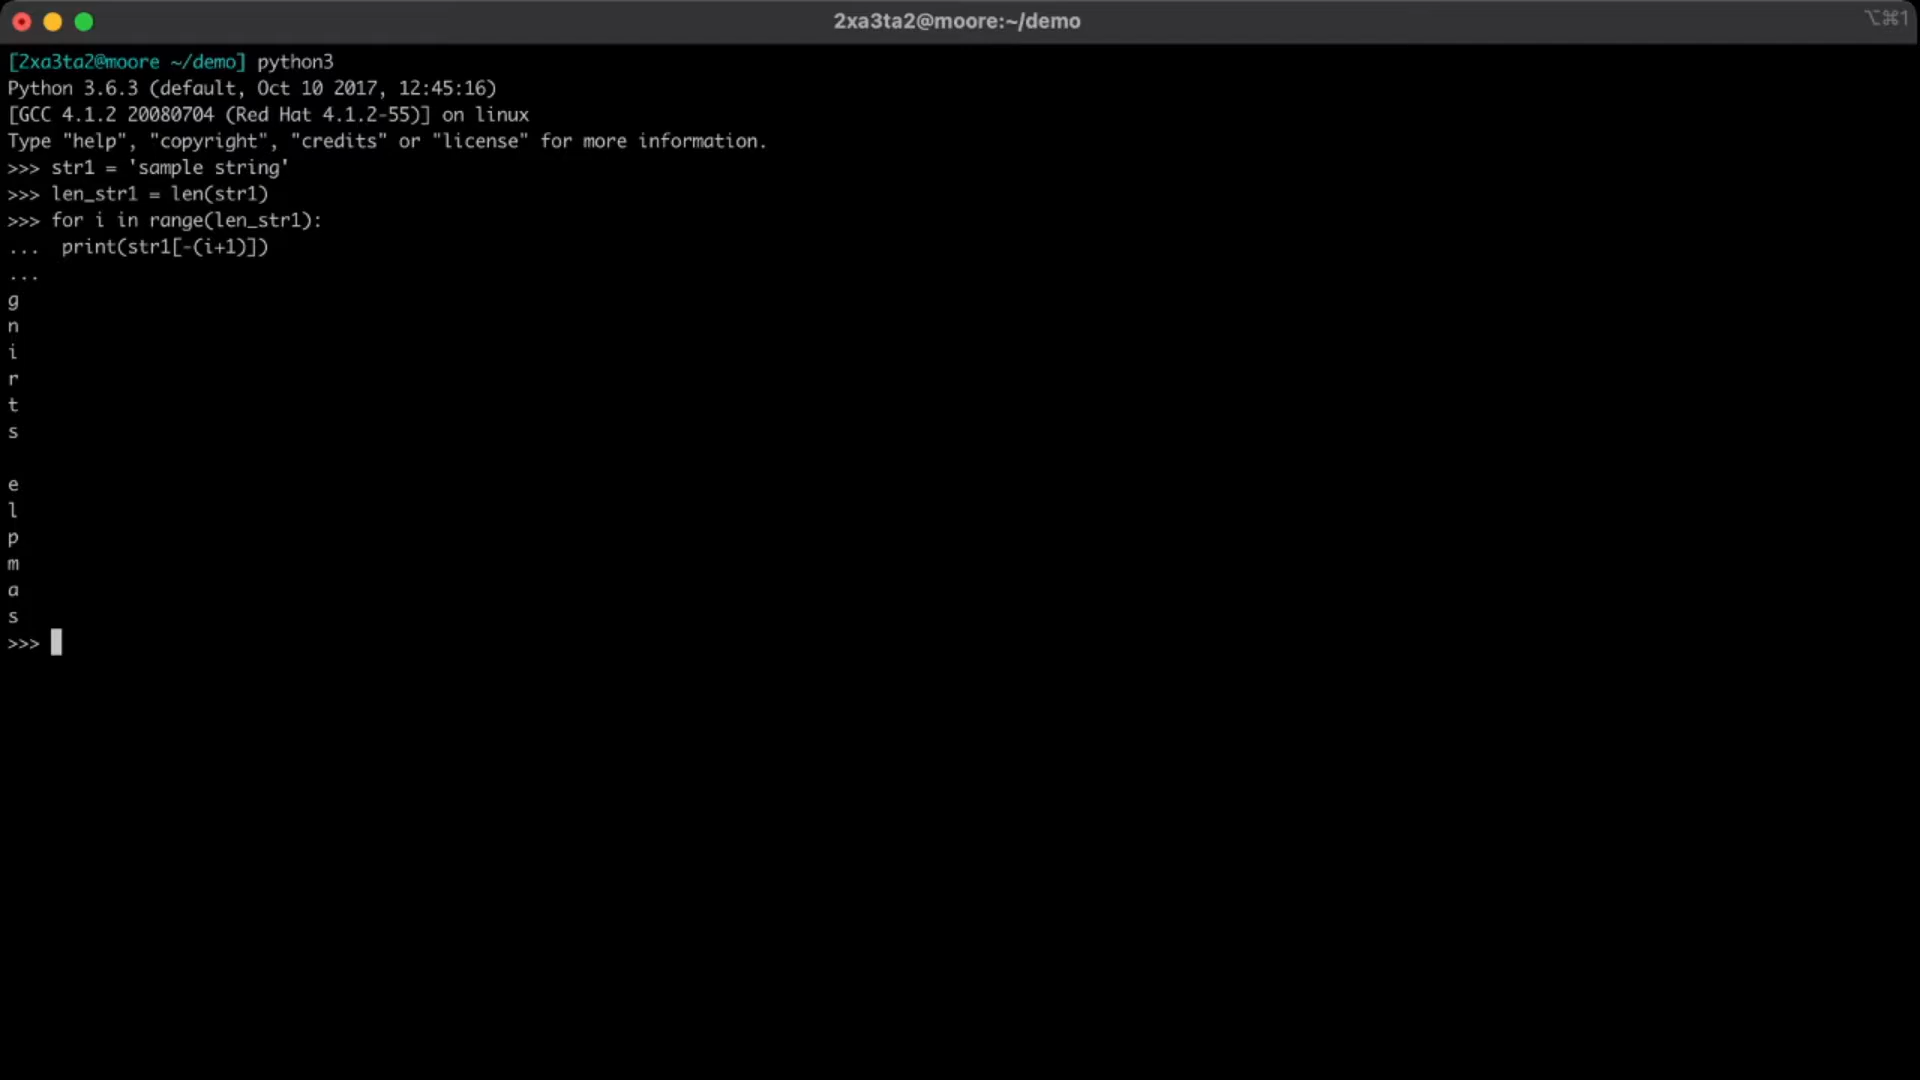 2xa3ta2@moore:~/demo
⌥⌘1
[2xa3ta2@moore ~/demo] python3
Python 3.6.3 (default, Oct 10 2017, 12:45:16)
[GCC 4.1.2 20080704 (Red Hat 4.1.2-55)] on linux
Type "help", "copyright", "credits" or "license" for more information.
>>> str1 = 'sample string'
>>> len_str1 = len(str1)
>>> for i in range(len_str1):
...  print(str1[-(i+1)])
...
g
n
i
r
t
s

e
l
p
m
a
s
>>>